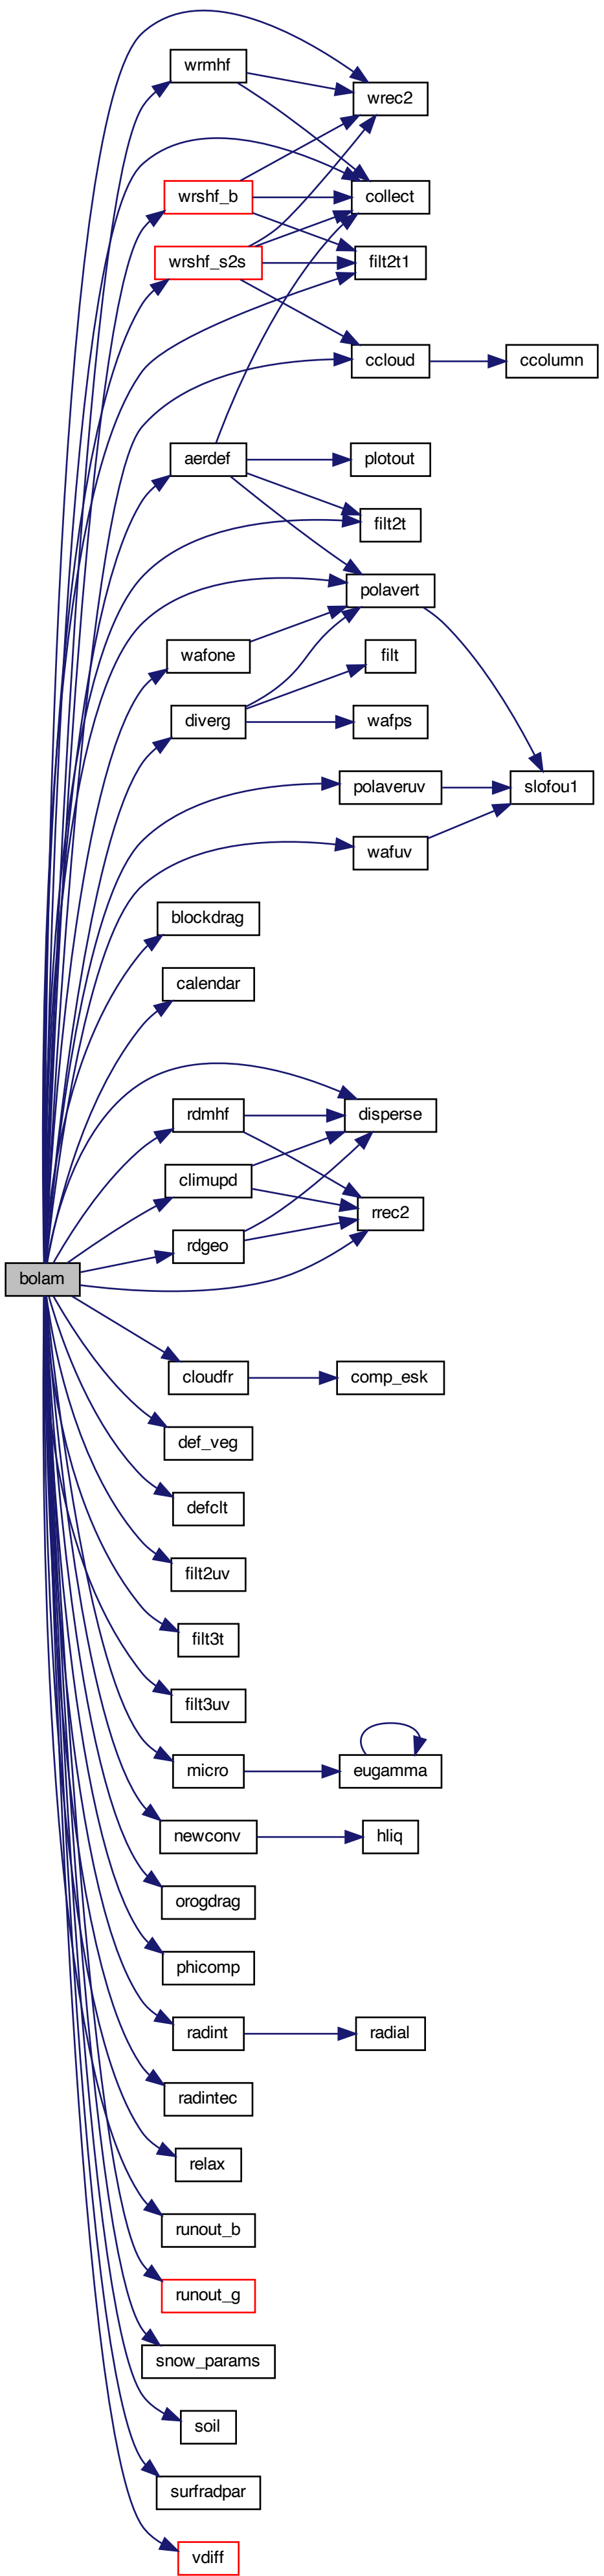 wrmhf
wrec2
wrshf_b
collect
wrshf_s2s
filt2t1
ccloud
ccolumn
aerdef
plotout
filt2t
polavert
wafone
filt
diverg
wafps
polaveruv
slofou1
wafuv
blockdrag
calendar
rdmhf
disperse
climupd
rrec2
rdgeo
bolam
cloudfr
comp_esk
def_veg
defclt
filt2uv
filt3t
filt3uv
micro
eugamma
newconv
hliq
orogdrag
phicomp
radint
radial
radintec
relax
runout_b
runout_g
snow_params
soil
surfradpar
vdiff